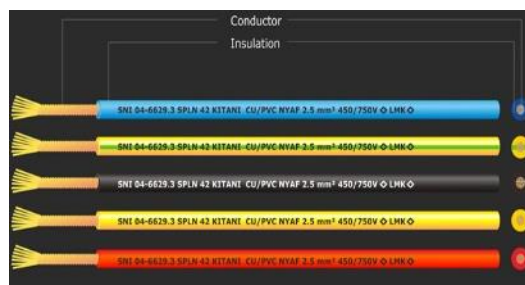 Conductor
Insulation
SNI 04-6629.3 SPLN 42 KITANI CU/PVC NYAF 2.5 mm² 450/750V ◇ LMK ◇
SNI 04-6629.3 SPLN 42 KITANI CU/PVC NYAF 2.5 mm² 450/750V ◇ LMK ◇
SNI 04-6629.3 SPLN 42 KITANI CU/PVC NYAF 2.5 mm² 450/750V ◇ LMK ◇
SNI 04-6629.3 SPLN 42 KITANI CU/PVC NYAF 2.5 mm² 450/750V ◇ LMK ◇
SNI 04-6629.3 SPLN 42 KITANI CU/PVC NYAF 2.5 mm² 450/750V ◇ LMK ◇